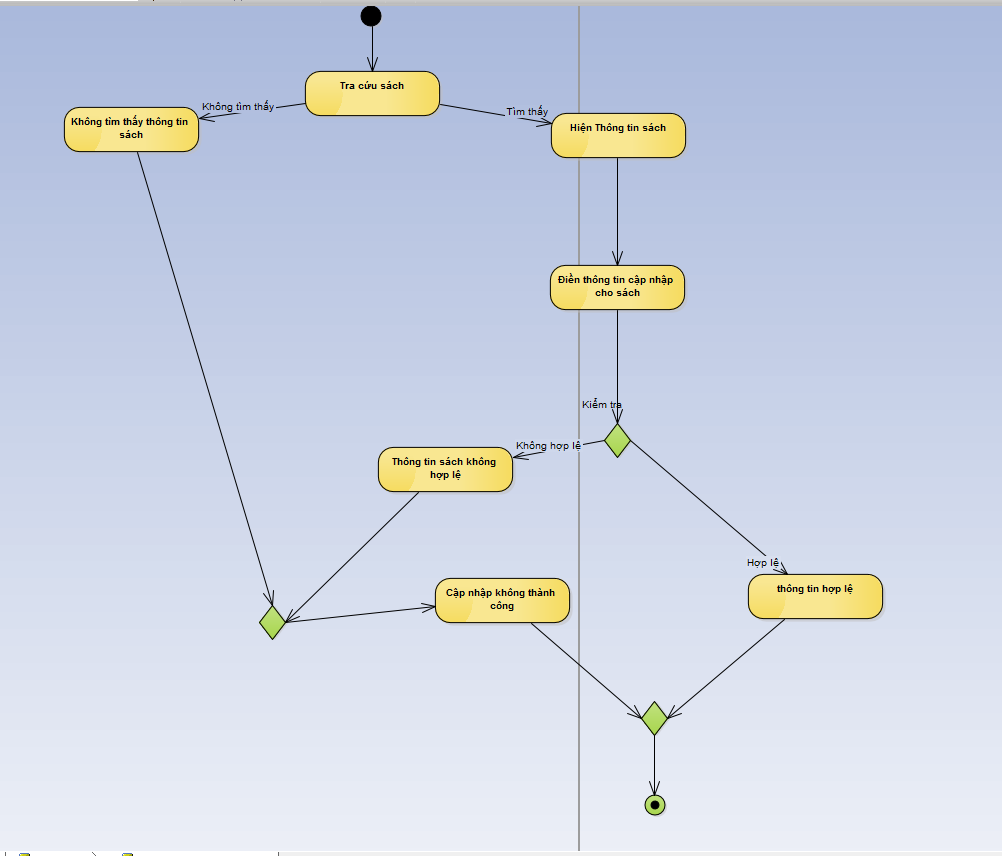 Tra cứu sách
Không tìm thấy
Tìm thấy
Không tìm thấy thông tin
sách
Hiện Thông tin sách
Điền thông tin cập nhập
cho sách
Kiểm tra
Không hợp lệ
Thông tin sách không
hợp lệ
Hợp lệ
Cập nhập không thành
công
thông tin hợp lệ